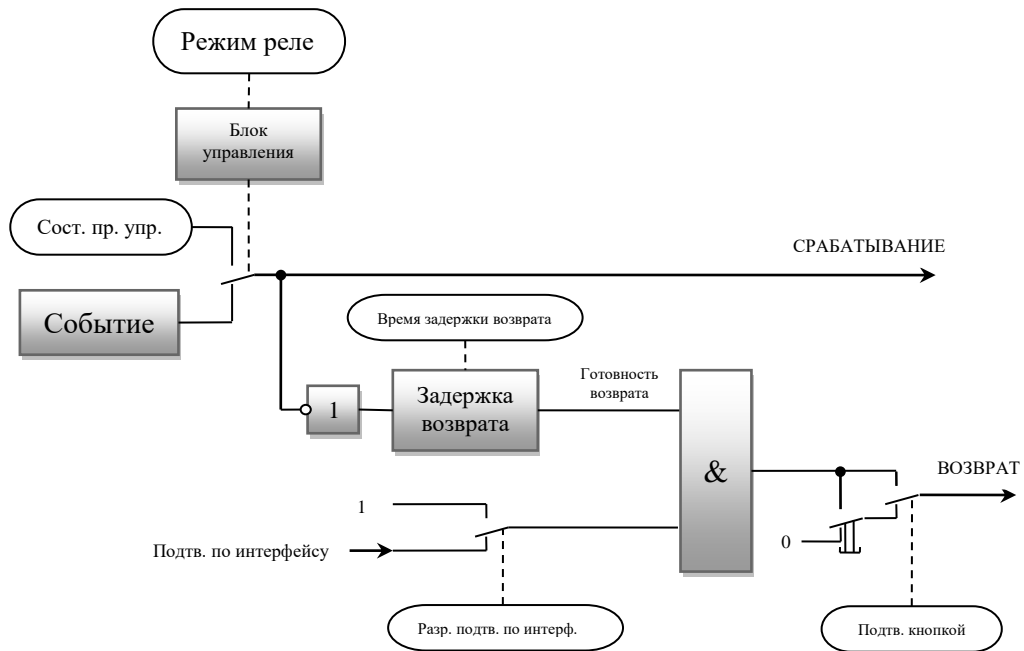 Режим реле
Блок
управления
Сост. пр. упр.
СРАБАТЫВАНИЕ
Событие
Время задержки возврата
Готовность
возврата
1
Задержка
возврата
&
ВОЗВРАТ
1
0
Подтв. по интерфейсу
Разр. подтв. по интерф.
Подтв. кнопкой